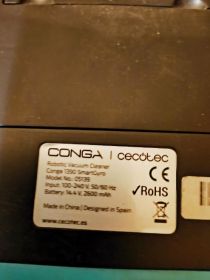 CONGA | cecotec
Robotic Vacuum Cleaner
Conga 1390 SmartGyro
Model No.: 05139
Input: 100-240 V, 50/60 Hz
Battery: 14.4 V, 2600 mAh
CE
✓RoHS
Made in China | Designed in Spain
www.cecotec.es